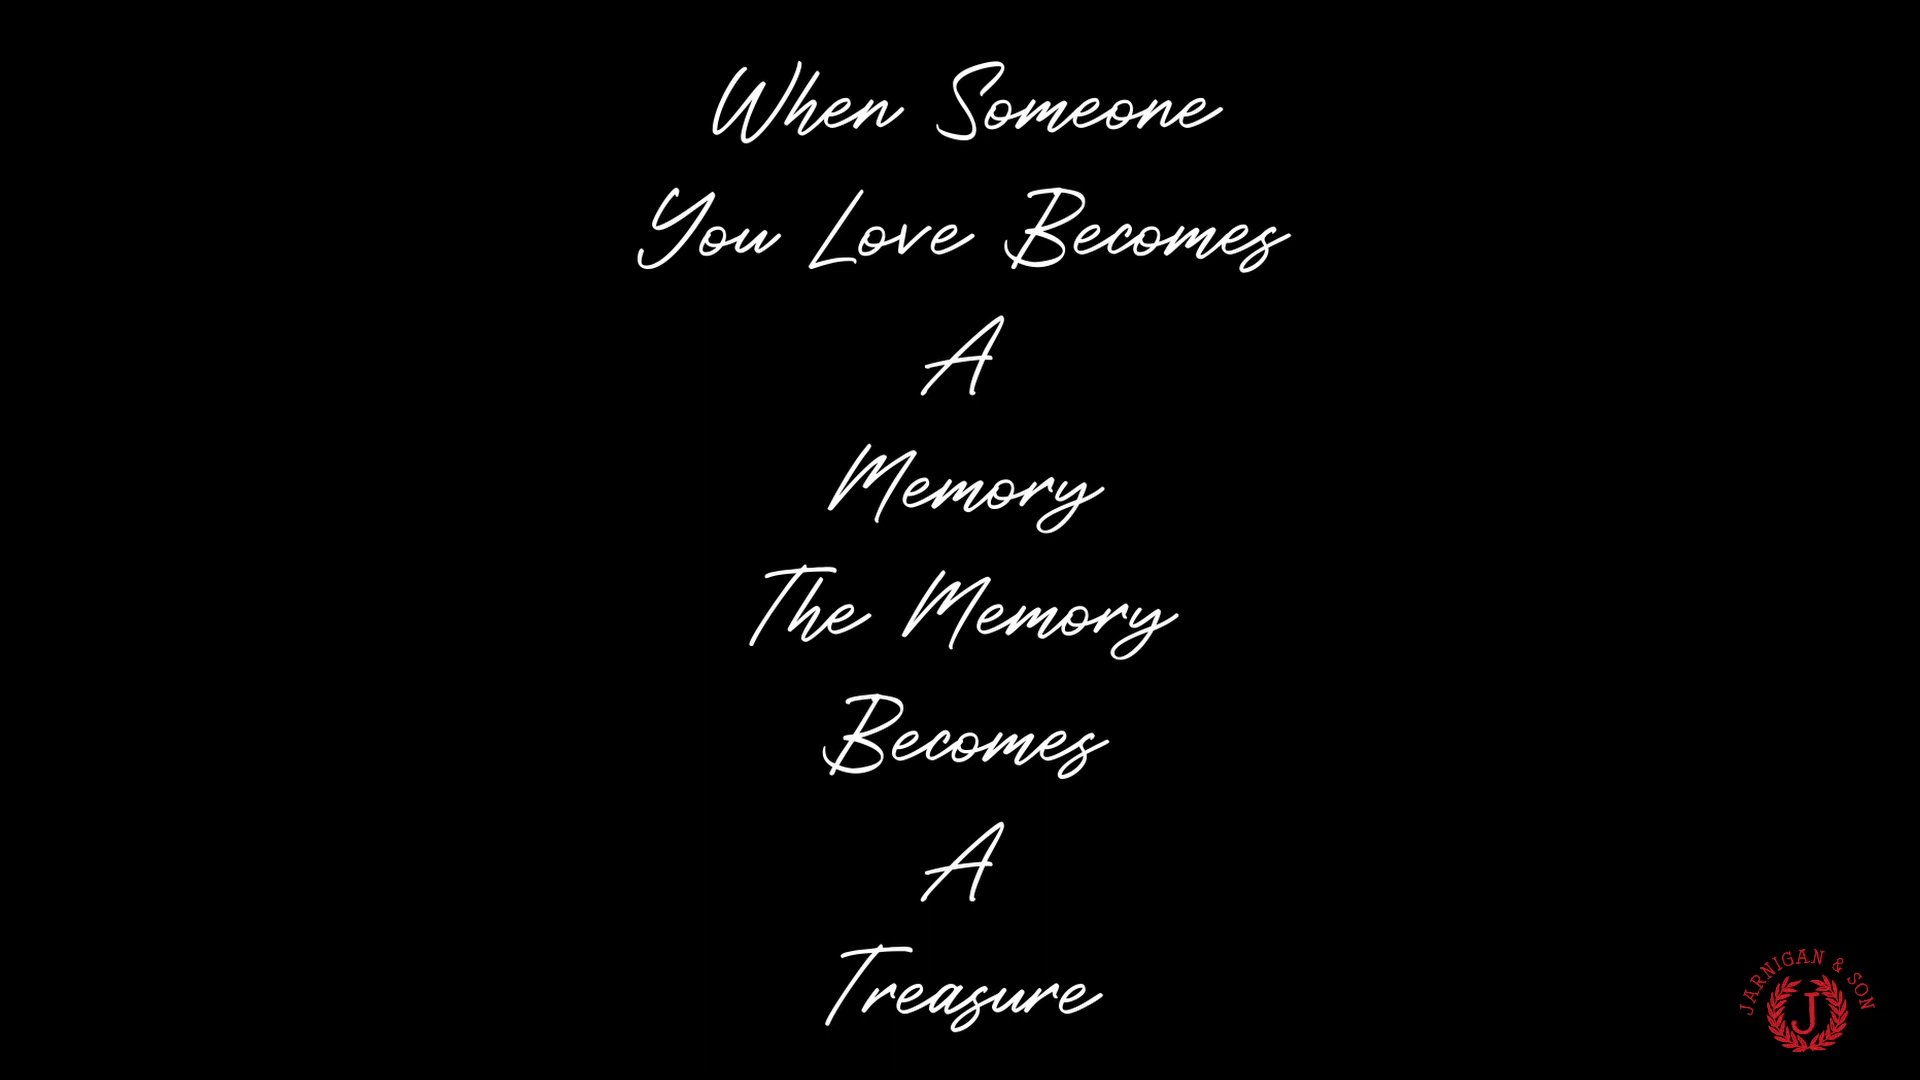 When Someone
You Love Becomes
A
Memory
The Memory
Becomes
A
Treasure
JARNIGAN & SON
J